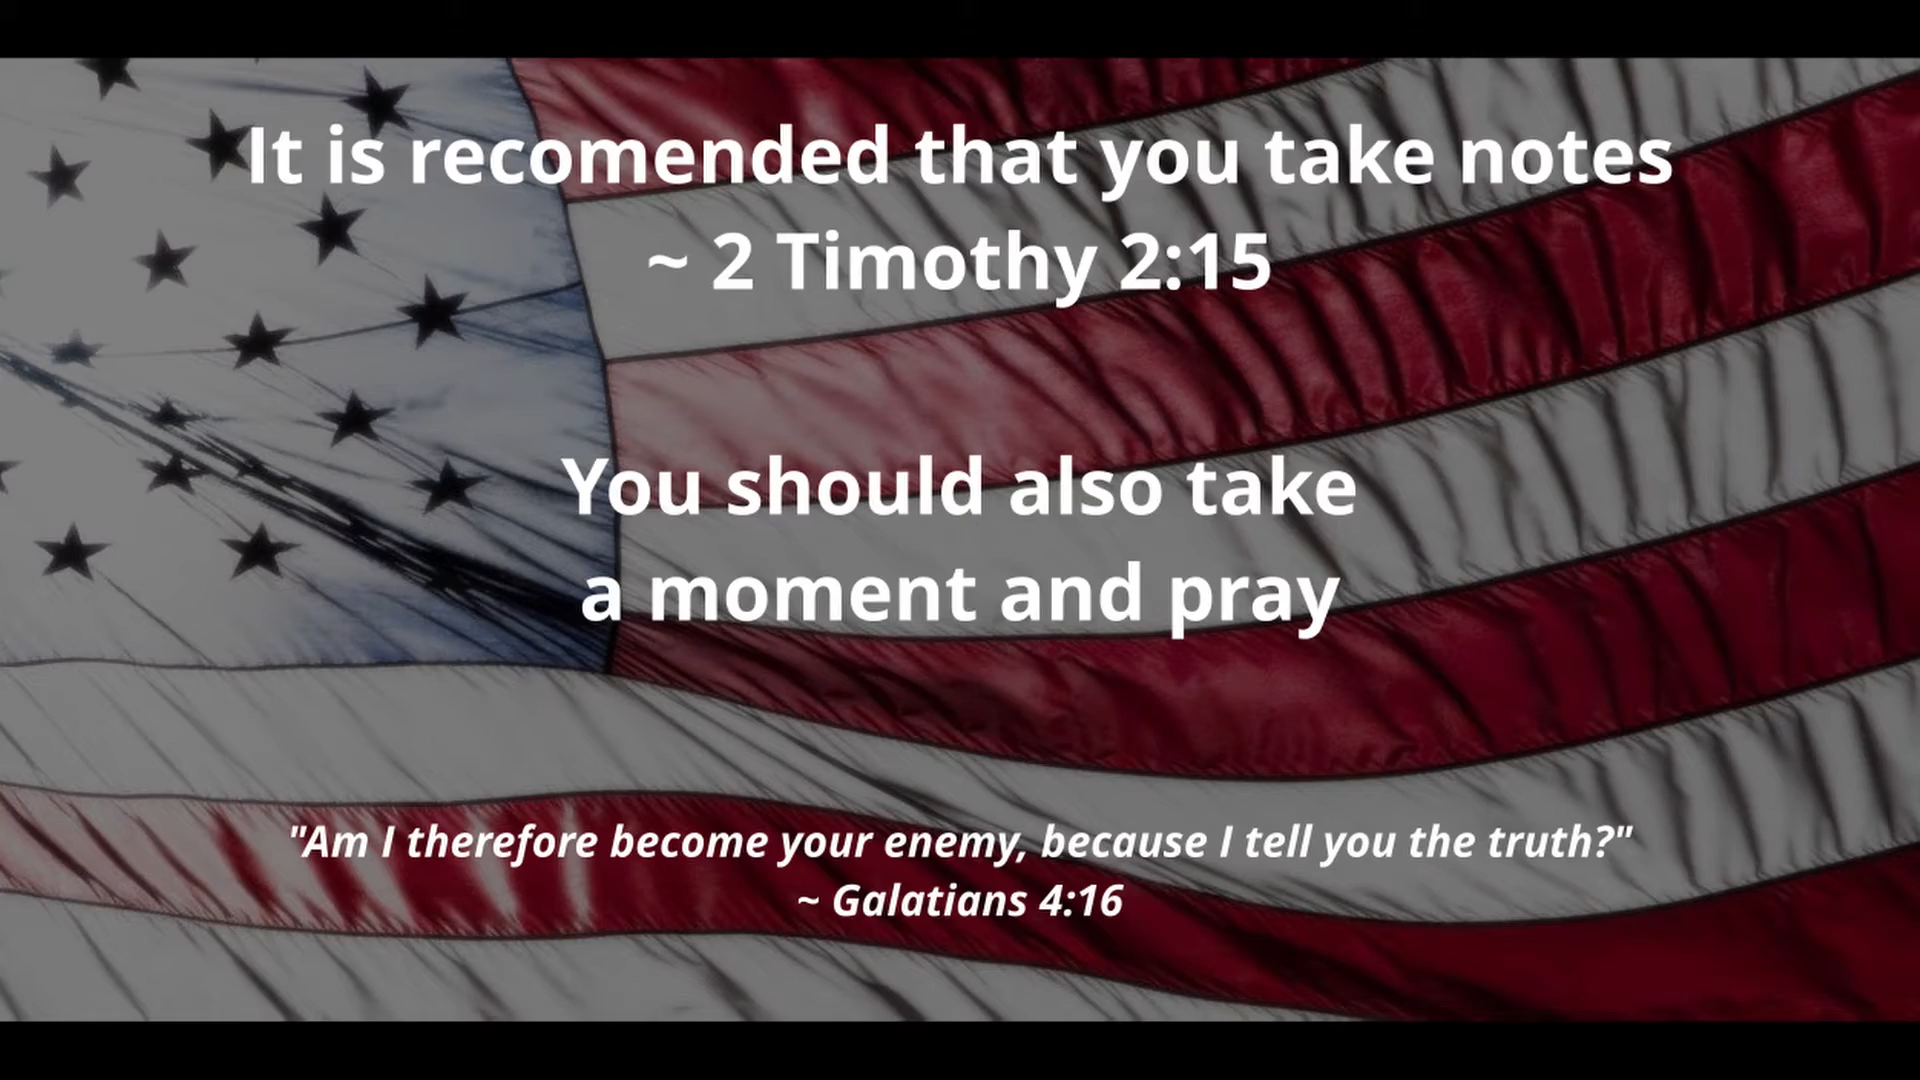 It is recomended that you take notes
~ 2 Timothy 2:15
You should also take
a moment and pray
"Am I therefore become your enemy, because I tell you the truth?"
~ Galatians 4:16